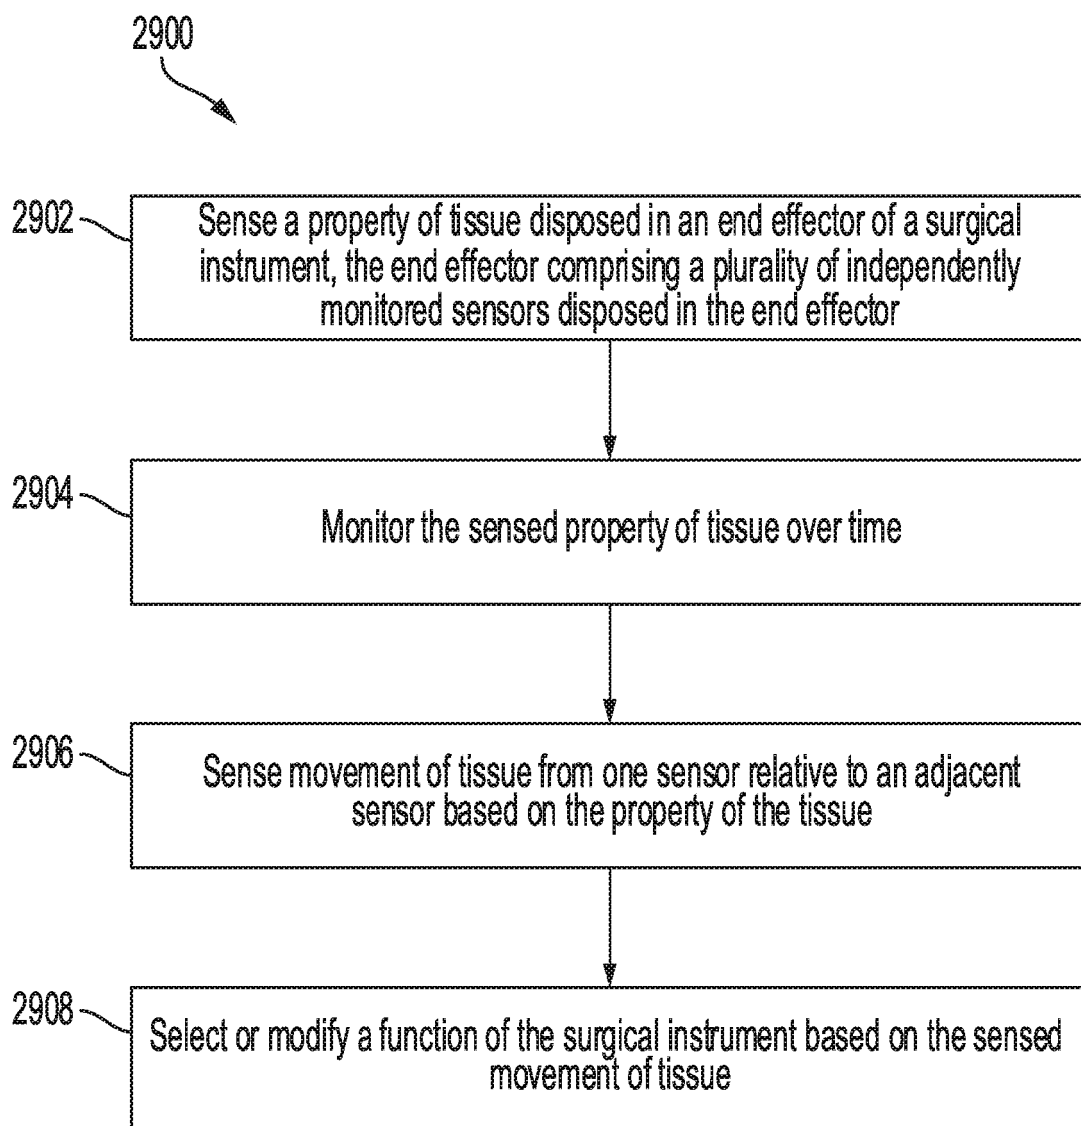 2900
2902
Sense a property of tissue disposed in an end effector of a surgical
instrument, the end effector comprising a plurality of independently
monitored sensors disposed in the end effector
2904
Monitor the sensed property of tissue over time
2906
Sense movement of tissue from one sensor relative to an adjacent
sensor based on the property of the tissue
2908
Select or modify a function of the surgical instrument based on the sensed
movement of tissue